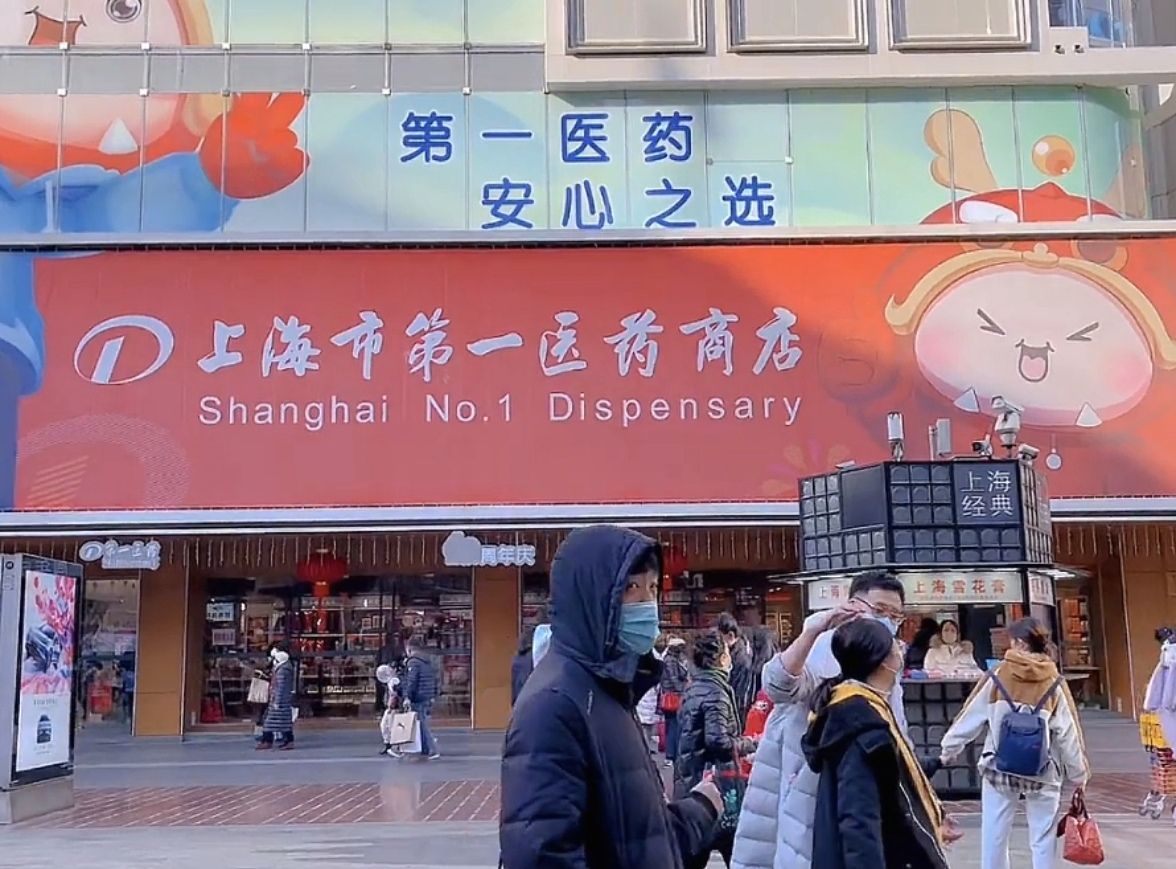 第一医药
安心之选
上海市第一医药商店
Shanghai No.1 Dispensary
上海
经典
第一医药
周年庆
上海雪花膏